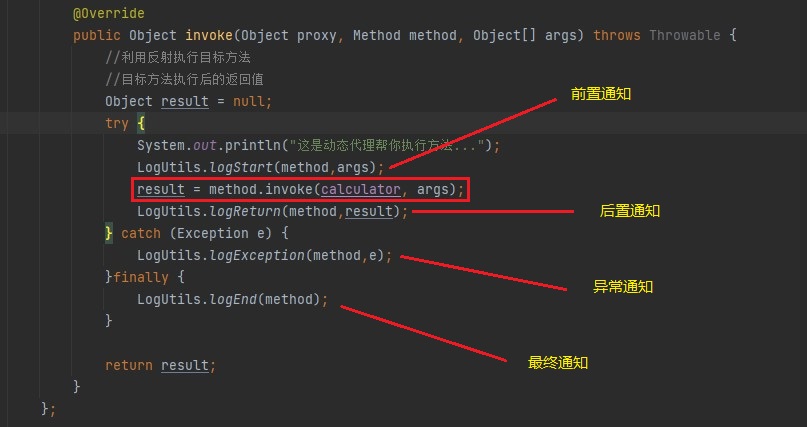 @Override
public Object invoke(Object proxy, Method method, Object[] args) throws Throwable {
//利用反射执行目标方法
//目标方法执行后的返回值
Object result = null;
前置通知
try {
System.out.println("这是动态代理帮你执行方法...");
LogUtils.logStart(method,args);
result = method.invoke(calculator, args);
LogUtils.logReturn(method,result);
后置通知
} catch (Exception e) {
LogUtils.logException(method,e);
}finally {
异常通知
LogUtils.logEnd(method);
}
最终通知
return result;
}
};